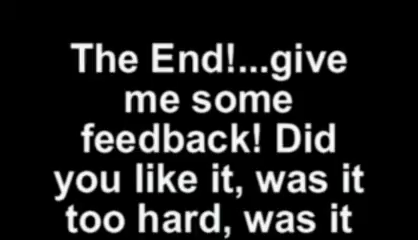 The End!...give
me some
feedback! Did
you like it, was it
too hard, was it